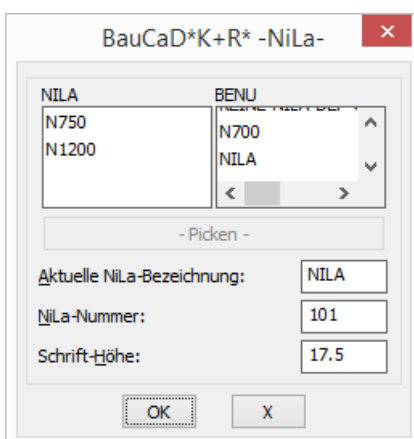 BauCaD*K+R* -NiLa-
NILA
BENU
N750
N1200
N700
NILA
- Picken -
Aktuelle NiLa-Bezeichnung:
NILA
NiLa-Nummer:
101
Schrift-Höhe:
17.5
OK
X